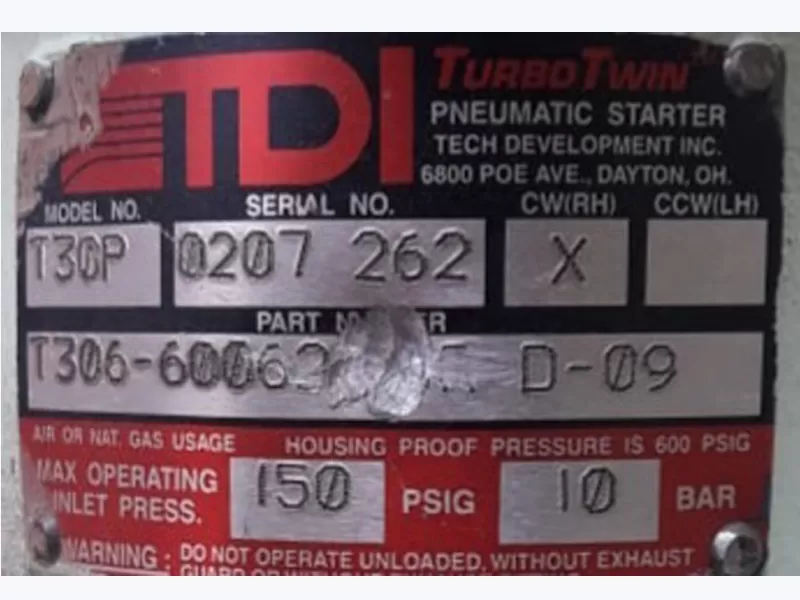 TDI TURBOTWIN
PNEUMATIC STARTER
TECH DEVELOPMENT INC.
6800 POE AVE., DAYTON, OH.
MODEL NO. SERIAL NO. CW(RH) CCW(LH)
T30P 0207 262 X
PART
D-09
AIR OR NAT. GAS USAGE HOUSING PROOF PRESSURE IS 600 PSIG
MAX OPERATING
INLET PRESS. 150 PSIG 10 BAR
WARNING : DO NOT OPERATE UNLOADED, WITHOUT EXHAUST